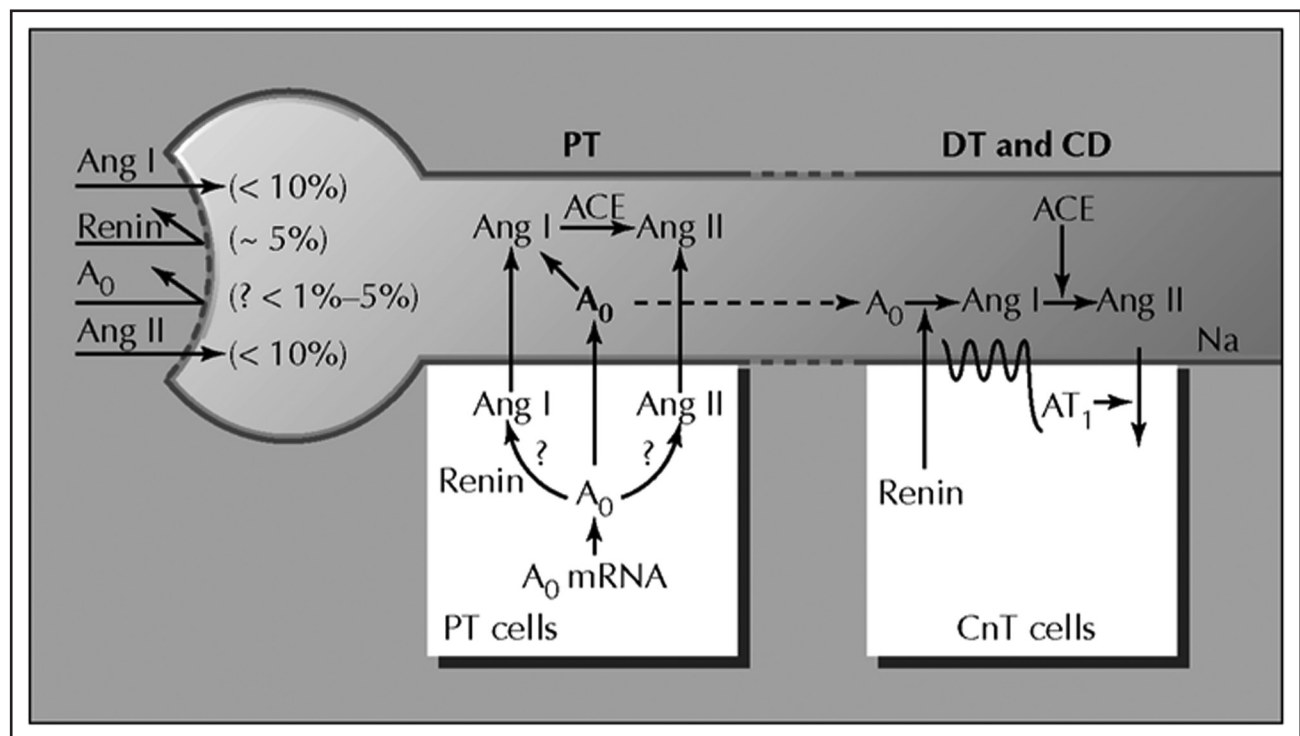 PT
DT and CD
Ang I
(< 10%)
Renin
(~ 5%)
A0
(? < 1%–5%)
Ang II
(< 10%)
Ang I
ACE
Ang II
A0
Ang I
Ang II
?
?
Renin
A0
A0 mRNA
PT cells
ACE
A0
Ang I
Ang II
Na
AT1
Renin
CnT cells